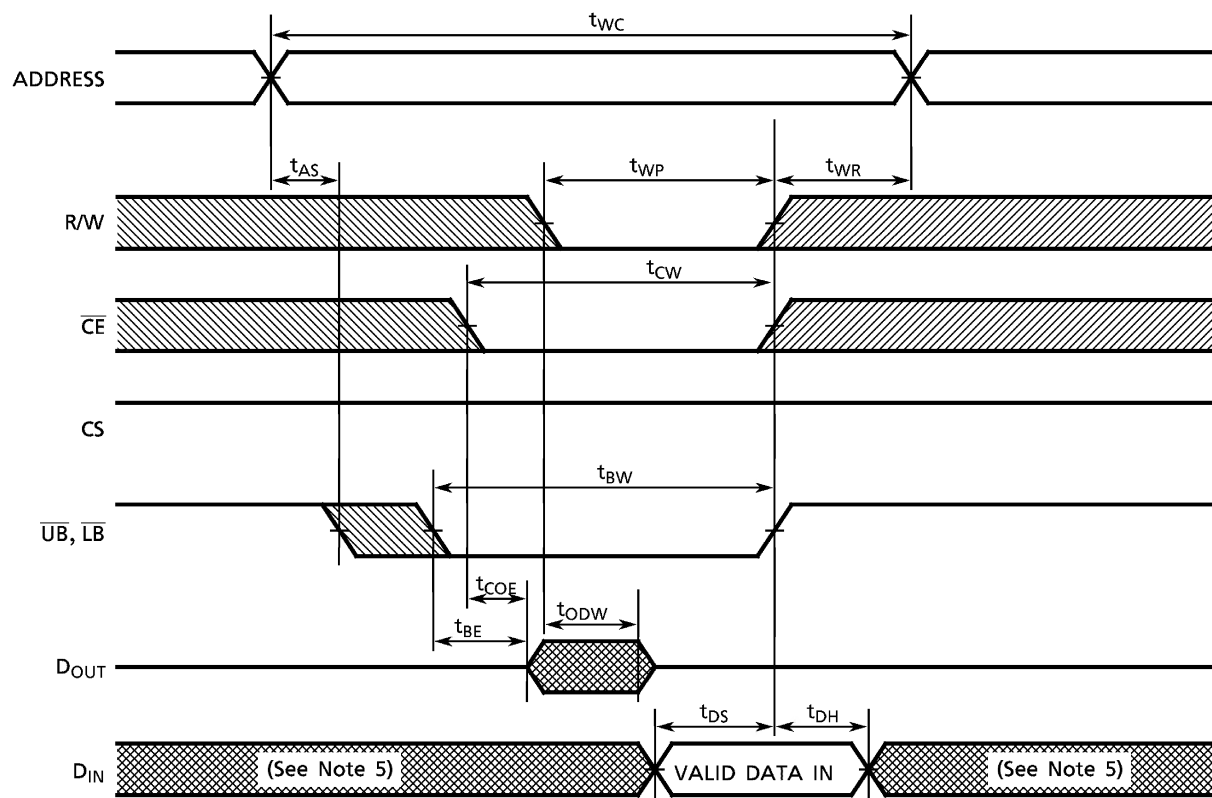 tWC
ADDRESS
tAS
tWP
tWR
R/W
tCW
CE
CS
tBW
UB, LB
tCOE
tODW
tBE
DOUT
tDS
tDH
DIN
(See Note 5)
VALID DATA IN
(See Note 5)